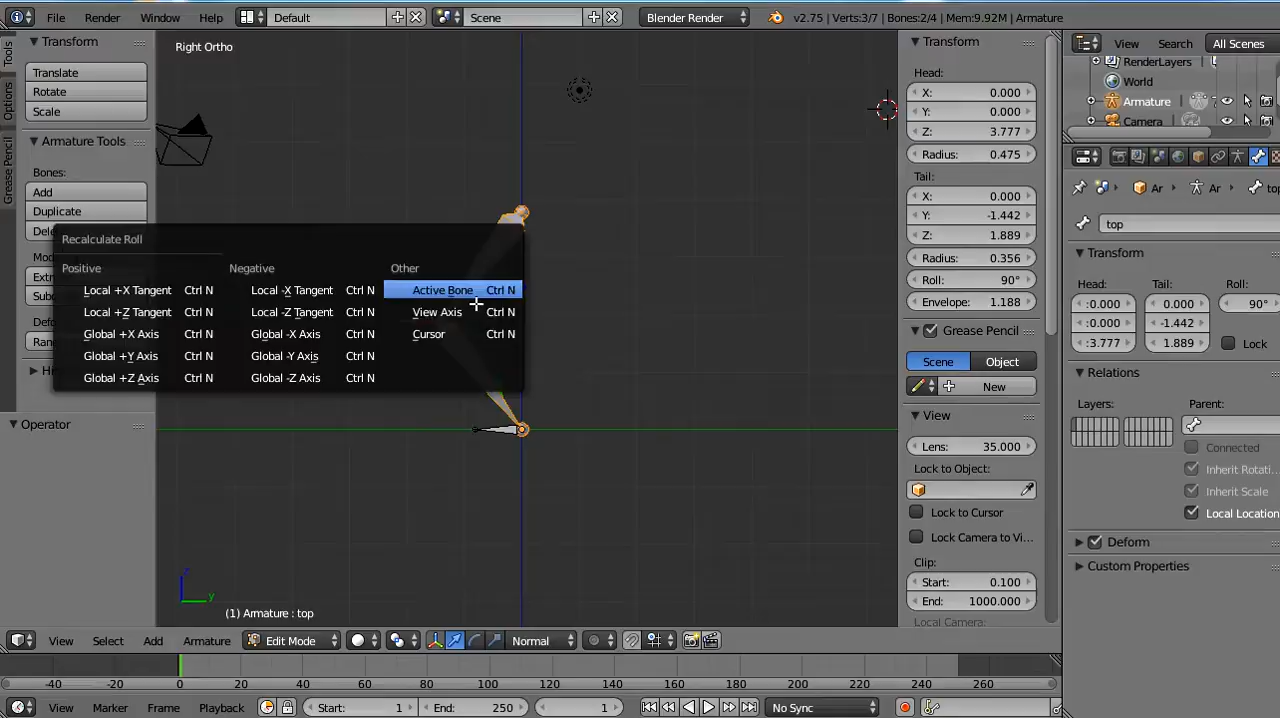 File Render Window Help Default Scene Blender Render v2.75 | Verts:3/7 | Bones:2/4 | Mem:9.92M | Armature
Tools
Options
Grease Pencil
Transform
Translate
Rotate
Scale
Armature Tools
Bones:
Add
Duplicate
Right Ortho
Recalculate Roll
Positive Negative Other
Local +X Tangent Ctrl N Local -X Tangent Ctrl N Active Bone Ctrl N
Local +Z Tangent Ctrl N Local -Z Tangent Ctrl N View Axis Ctrl N
Global +X Axis Ctrl N Global -X Axis Ctrl N Cursor Ctrl N
Global +Y Axis Ctrl N Global -Y Axis Ctrl N
Global +Z Axis Ctrl N Global -Z Axis Ctrl N
Operator
z
y
(1) Armature : top
Transform
Head:
X: 0.000
Y: 0.000
Z: 3.777
Radius: 0.475
Tail:
X: 0.000
Y: -1.442
Z: 1.889
Radius: 0.356
Roll: 90°
Envelope: 1.188
Grease Pencil
Scene Object
New
View
Lens: 35.000
Lock to Object:
Lock to Cursor
Lock Camera to Vi...
Clip:
Start: 0.100
End: 1000.000
Local Camera:
View Search All Scenes
RenderLayers
World
Armature
Camera
Ar Ar top
top
Transform
Head: Tail: Roll:
:0.000 0.000 90°
:0.000 -1.442
:3.777 1.889 Lock
Relations
Layers: Parent:
Connected
Inherit Rotati...
Inherit Scale
Local Location
Deform
Custom Properties
View Select Add Armature Edit Mode Normal
-40 -20 0 20 40 60 80 100 120 140 160 180 200 220 240 260
View Marker Frame Playback Start: 1 End: 250 1 No Sync